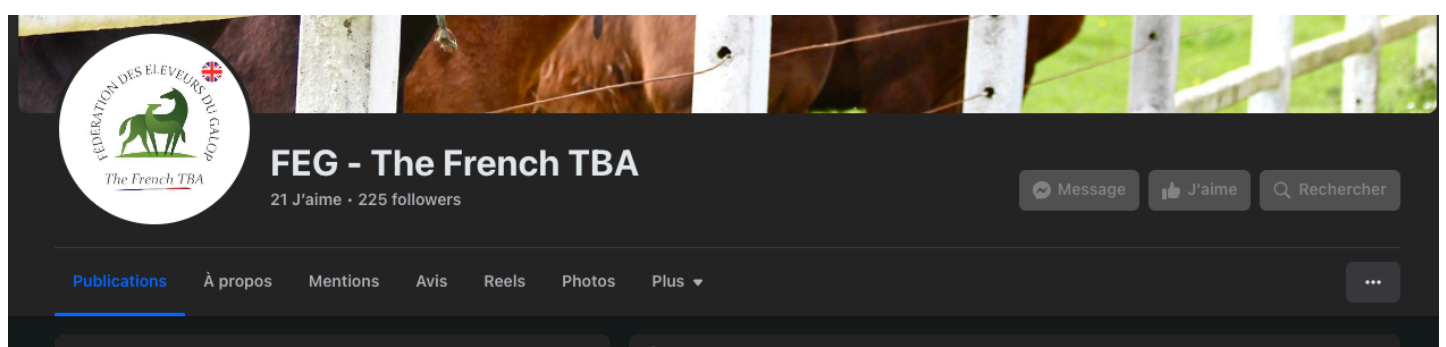 FEDERATION DES ELEVEURS DU GALOP
The French TBA
FEG - The French TBA
21 J'aime · 225 followers
Message
J'aime
Rechercher
Publications
À propos
Mentions
Avis
Reels
Photos
Plus